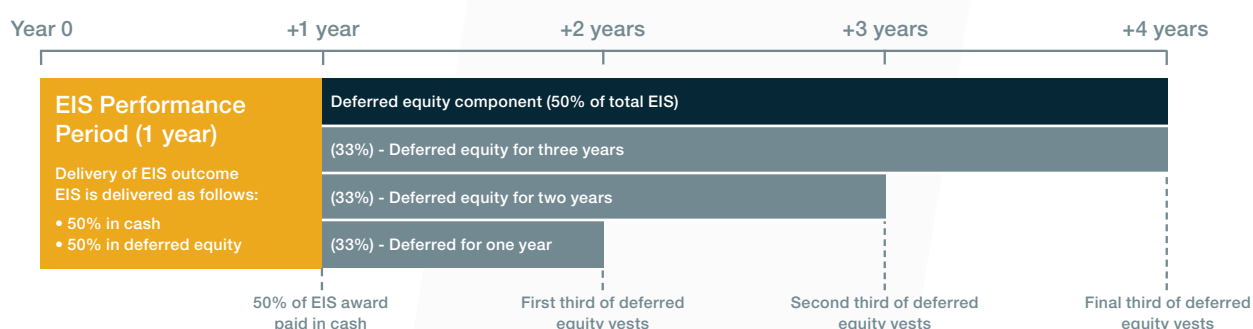 Year 0
+1 year
+2 years
+3 years
+4 years
EIS Performance
Period (1 year)
Delivery of EIS outcome
EIS is delivered as follows:
• 50% in cash
• 50% in deferred equity
Deferred equity component (50% of total EIS)
(33%) - Deferred equity for three years
(33%) - Deferred equity for two years
(33%) - Deferred for one year
50% of EIS award
paid in cash
First third of deferred
equity vests
Second third of deferred
equity vests
Final third of deferred
equity vests